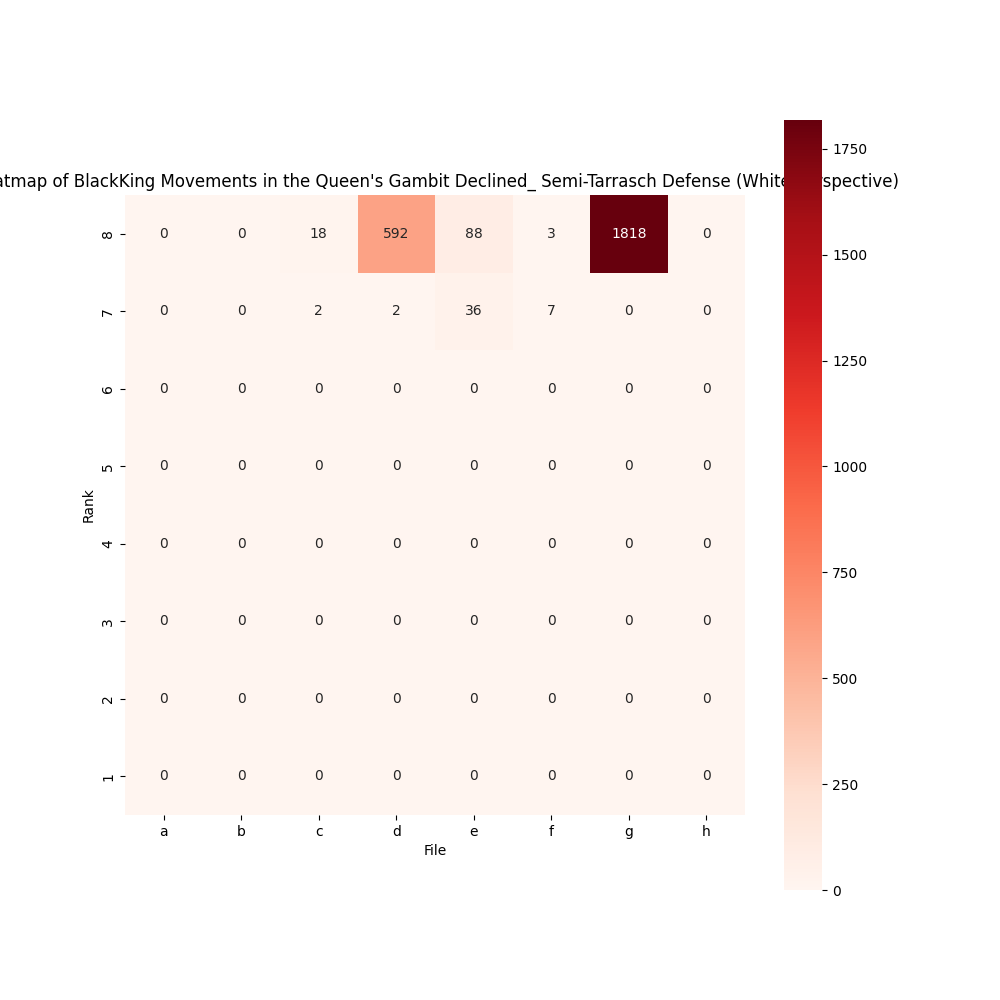 of BlackKing Movements in the Queen's Gambit Declined_ Semi-Tarrasch Defense
8 0 0 18 592 88 3 1818 0
7 0 0 2 2 36 7 0 0
6 0 0 0 0 0 0 0 0
5 0 0 0 0 0 0 0 0
4 0 0 0 0 0 0 0 0
3 0 0 0 0 0 0 0 0
2 0 0 0 0 0 0 0 0
1 0 0 0 0 0 0 0 0
a b c d e f g h
File
Rank
1750
1500
1250
1000
750
500
250
0